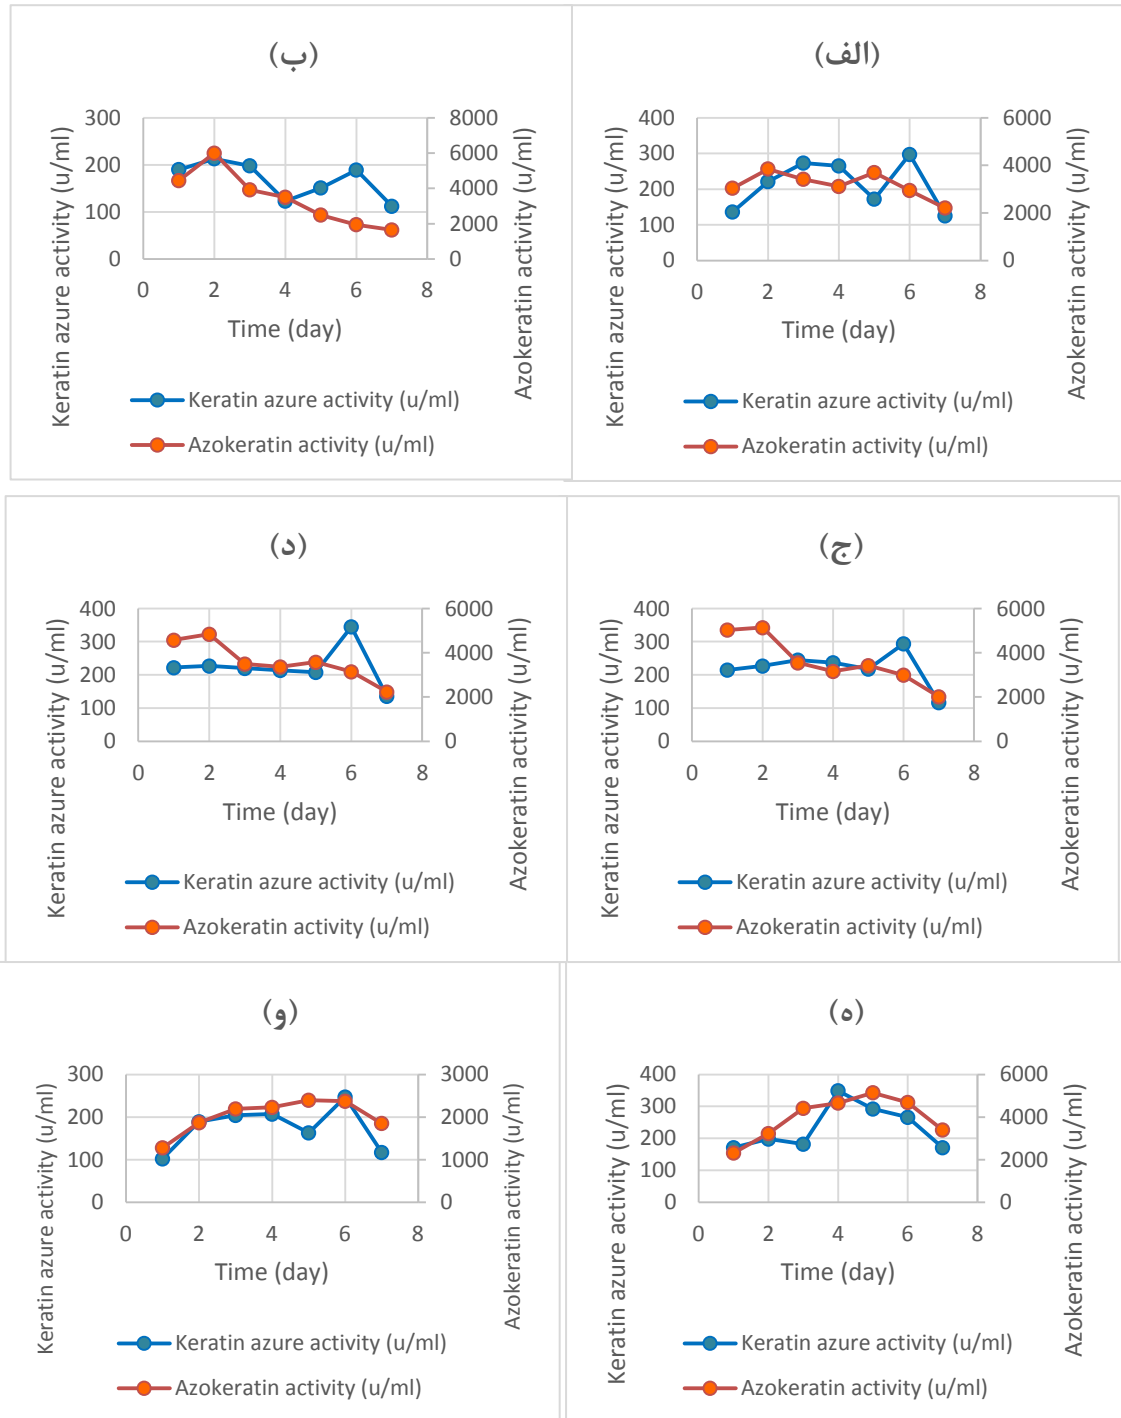 (الف)
400
300
200
100
0
6000
4000
2000
0
0 2 4 6 8
Time (day)
Keratin azure activity (u/ml)
Azokeratin activity (u/ml)
Keratin azure activity (u/ml)
Azokeratin activity (u/ml)
(ب)
300
200
100
0
8000
6000
4000
2000
0
0 2 4 6 8
Time (day)
Keratin azure activity (u/ml)
Azokeratin activity (u/ml)
Keratin azure activity (u/ml)
Azokeratin activity (u/ml)
(ج)
400
300
200
100
0
6000
4000
2000
0
0 2 4 6 8
Time (day)
Keratin azure activity (u/ml)
Azokeratin activity (u/ml)
Keratin azure activity (u/ml)
Azokeratin activity (u/ml)
(د)
400
300
200
100
0
6000
4000
2000
0
0 2 4 6 8
Time (day)
Keratin azure activity (u/ml)
Azokeratin activity (u/ml)
Keratin azure activity (u/ml)
Azokeratin activity (u/ml)
(ه)
400
300
200
100
0
6000
4000
2000
0
0 2 4 6 8
Time (day)
Keratin azure activity (u/ml)
Azokeratin activity (u/ml)
Keratin azure activity (u/ml)
Azokeratin activity (u/ml)
(و)
300
200
100
0
3000
2000
1000
0
0 2 4 6 8
Time (day)
Keratin azure activity (u/ml)
Azokeratin activity (u/ml)
Keratin azure activity (u/ml)
Azokeratin activity (u/ml)